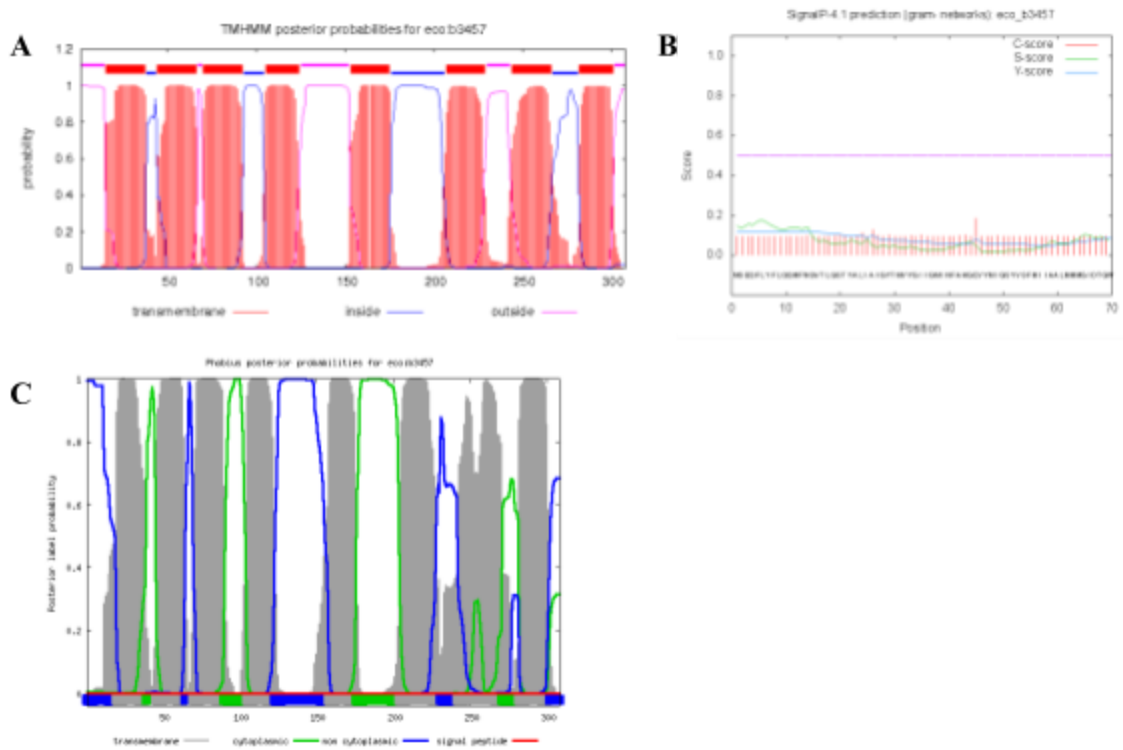 A
TMHMM posterior probabilities for eco:b3457
1.2
1
0.8
0.6
0.4
0.2
0
probability
50
100
150
200
250
300
transmembrane
inside
outside
B
SignalP-4.1 prediction (gram- networks): eco_b3457
C-score
S-score
Y-score
1.0
0.8
0.6
0.4
0.2
0.0
Score
0
10
20
30
40
50
60
70
Position
C
Phobius posterior probabilities for eco:b3457
1
0.8
0.6
0.4
0.2
0
Posterior label probability
50
100
150
200
250
300
transmembrane
cytoplasmic
non cytoplasmic
signal peptide